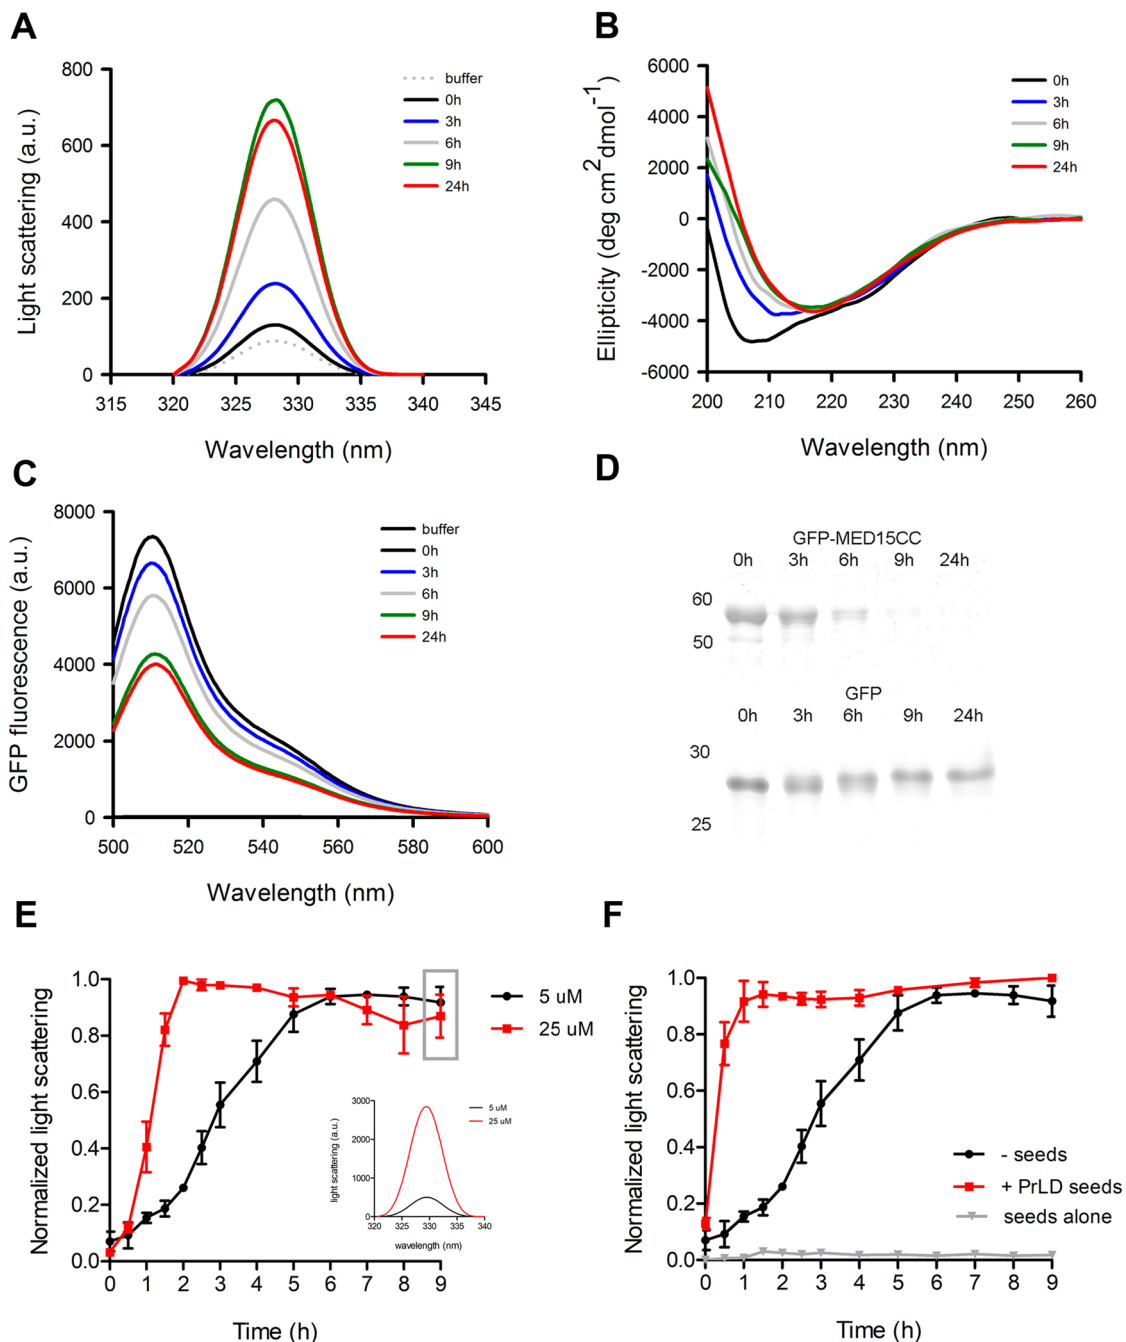 A
Light scattering (a.u.)
800
600
400
200
0
315 320 325 330 335 340 345
Wavelength (nm)
buffer
0h
3h
6h
9h
24h
B
Ellipticity (deg cm2 dmol-1)
6000
4000
2000
0
-2000
-4000
-6000
200 210 220 230 240 250 260
Wavelength (nm)
0h
3h
6h
9h
24h
C
GFP fluorescence (a.u.)
8000
6000
4000
2000
0
500 520 540 560 580 600
Wavelength (nm)
buffer
0h
3h
6h
9h
24h
D
GFP-MED15CC
0h 3h 6h 9h 24h
60
50
GFP
0h 3h 6h 9h 24h
30
25
E
Normalized light scattering
1.0
0.8
0.6
0.4
0.2
0.0
0 1 2 3 4 5 6 7 8 9
Time (h)
5 uM
25 uM
light scattering (a.u.)
3000
2000
1000
0
320 325 330 335 340
wavelength (nm)
5 uM
25 uM
F
Normalized light scattering
1.0
0.8
0.6
0.4
0.2
0.0
0 1 2 3 4 5 6 7 8 9
Time (h)
- seeds
+ PrLD seeds
seeds alone